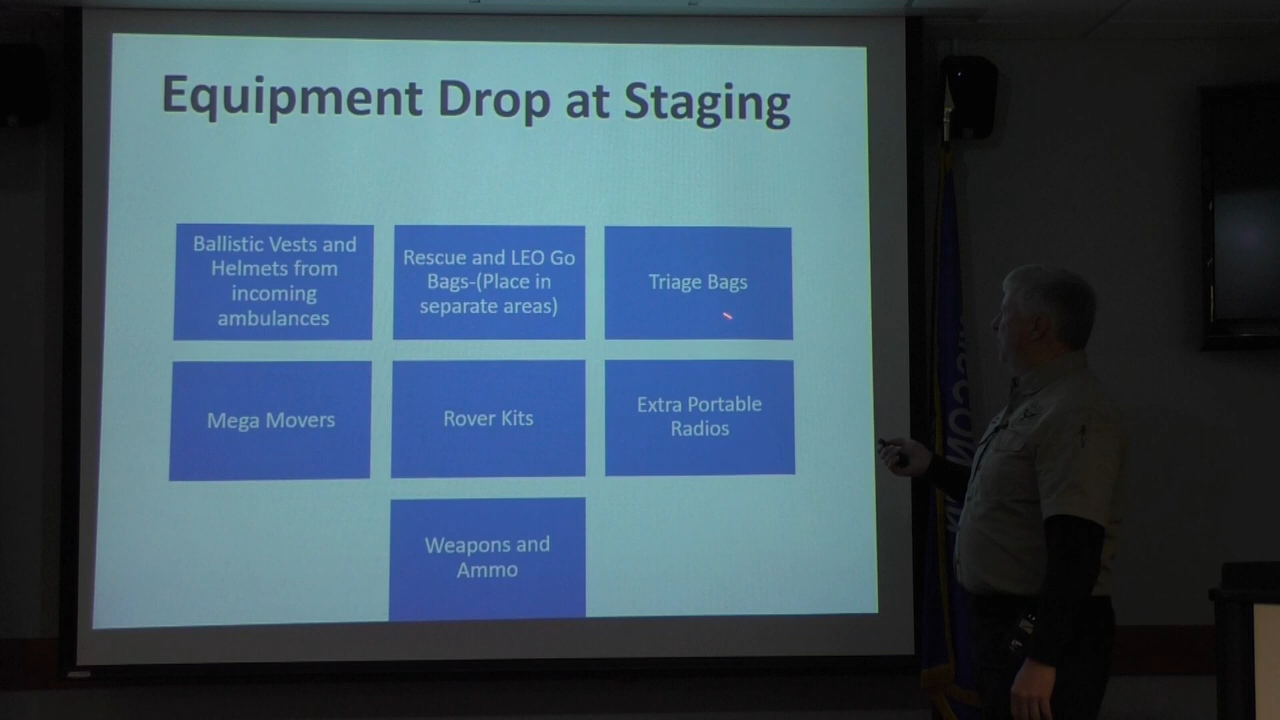 Equipment Drop at Staging
Ballistic Vests and
Helmets from
incoming
ambulances
Rescue and LEO Go
Bags-(Place in
separate areas)
Triage Bags
Mega Movers
Rover Kits
Extra Portable
Radios
Weapons and
Ammo